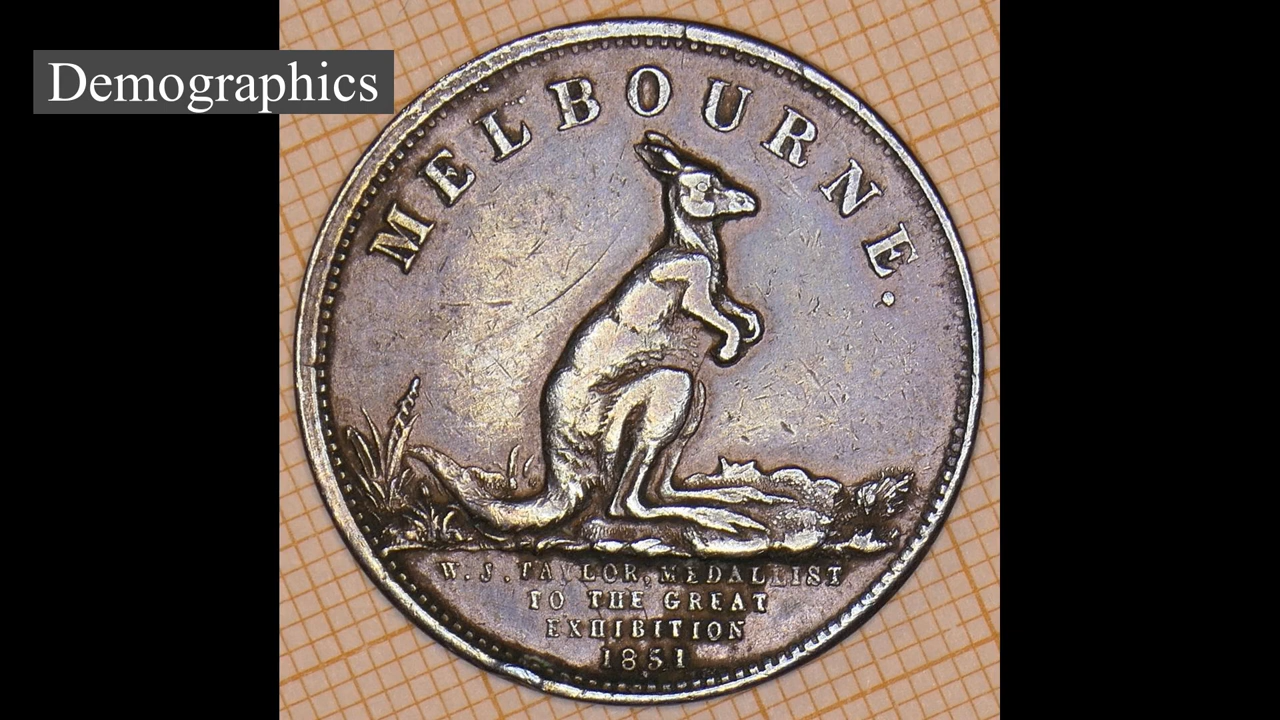 Demographics
MELBOURNE.
W. J. TAYLOR, MEDALLIST
TO THE GREAT
EXHIBITION
1851